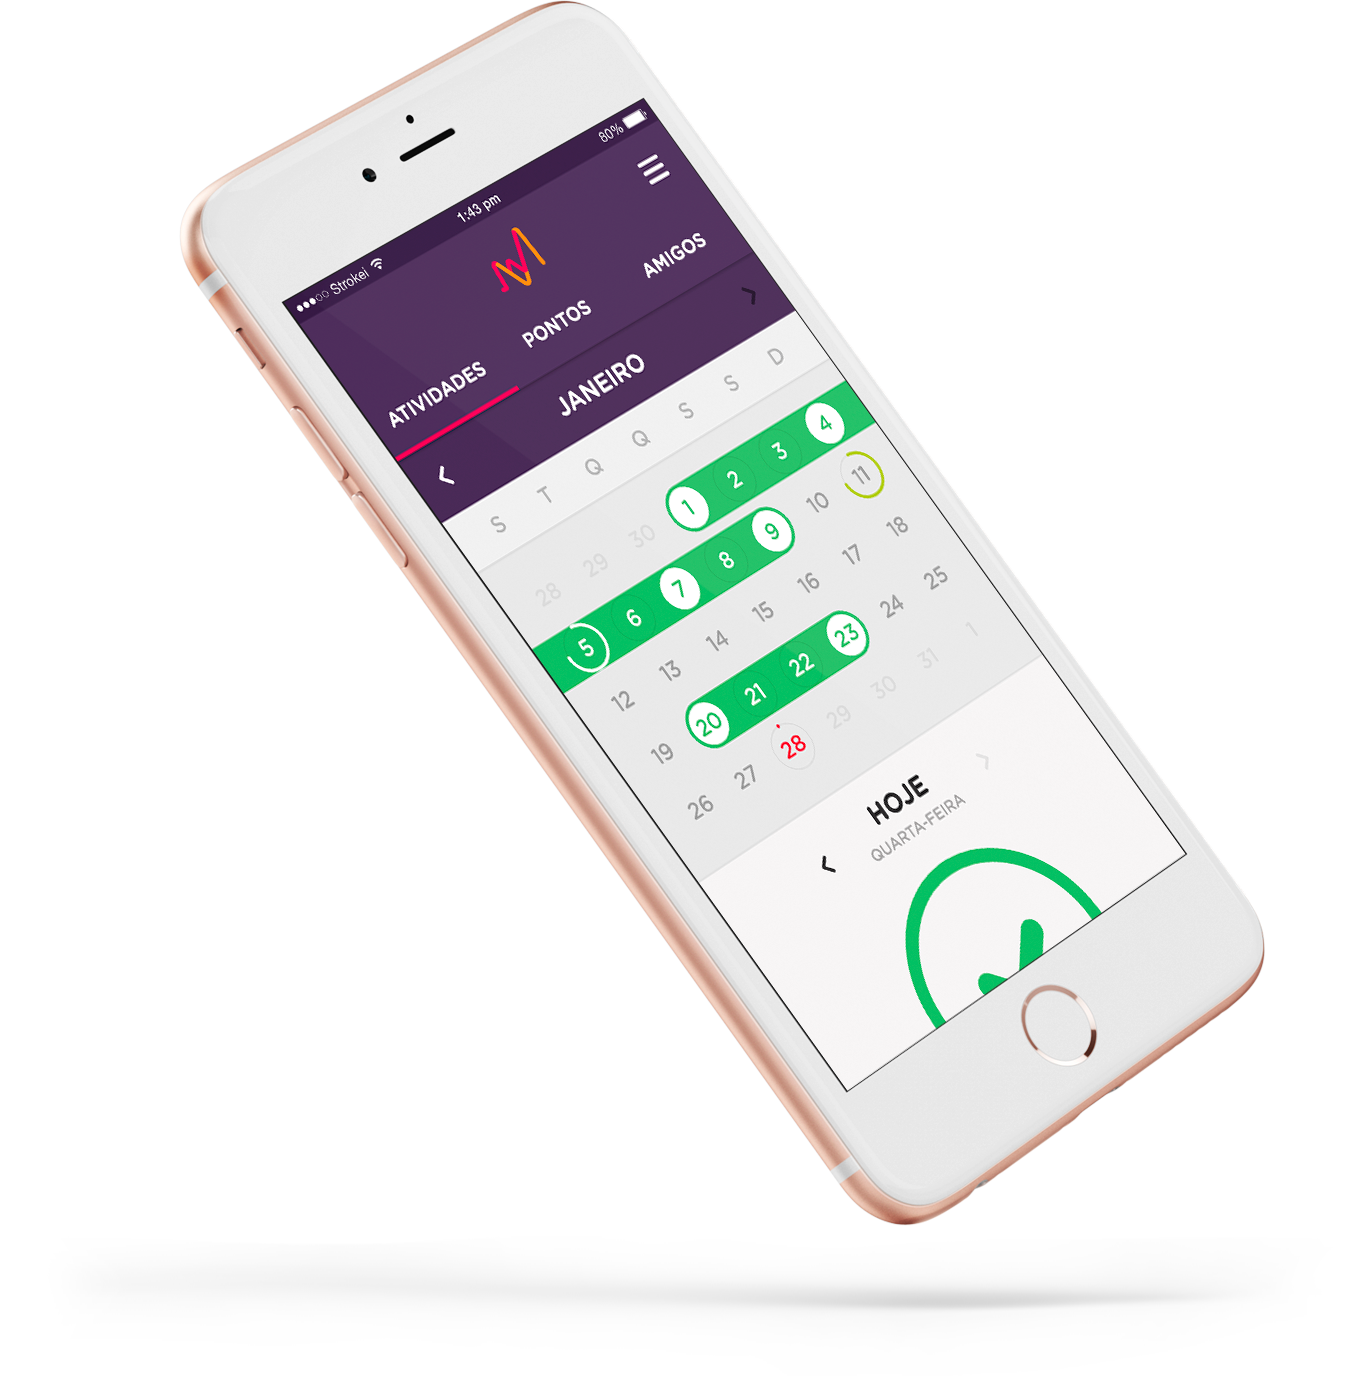 Strokel 1:43 pm 80%
ATIVIDADES PONTOS AMIGOS
JANEIRO
S T Q Q S S D
28 29 30 1 2 3 4
5 6 7 8 9 10 11
12 13 14 15 16 17 18
19 20 21 22 23 24 25
26 27 28 29 30 31 1
HOJE
QUARTA-FEIRA